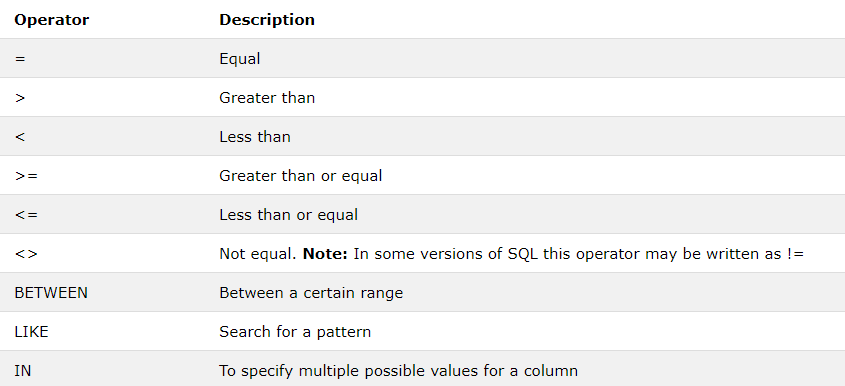 Operator Description
= Equal
> Greater than
< Less than
>= Greater than or equal
<= Less than or equal
<> Not equal. Note: In some versions of SQL this operator may be written as !=
BETWEEN Between a certain range
LIKE Search for a pattern
IN To specify multiple possible values for a column